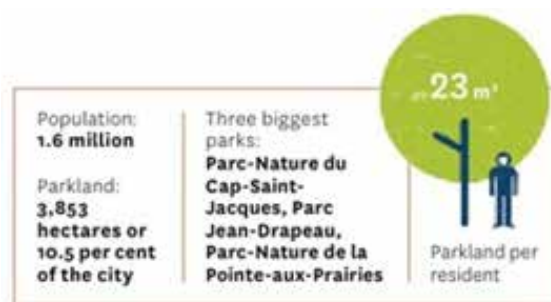 Population:
1.6 million
Parkland:
3,853
hectares or
10.5 per cent
of the city
Three biggest
parks:
Parc-Nature du
Cap-Saint-
Jacques, Parc
Jean-Drapeau,
Parc-Nature de la
Pointe-aux-Prairies
23 m²
Parkland per
resident